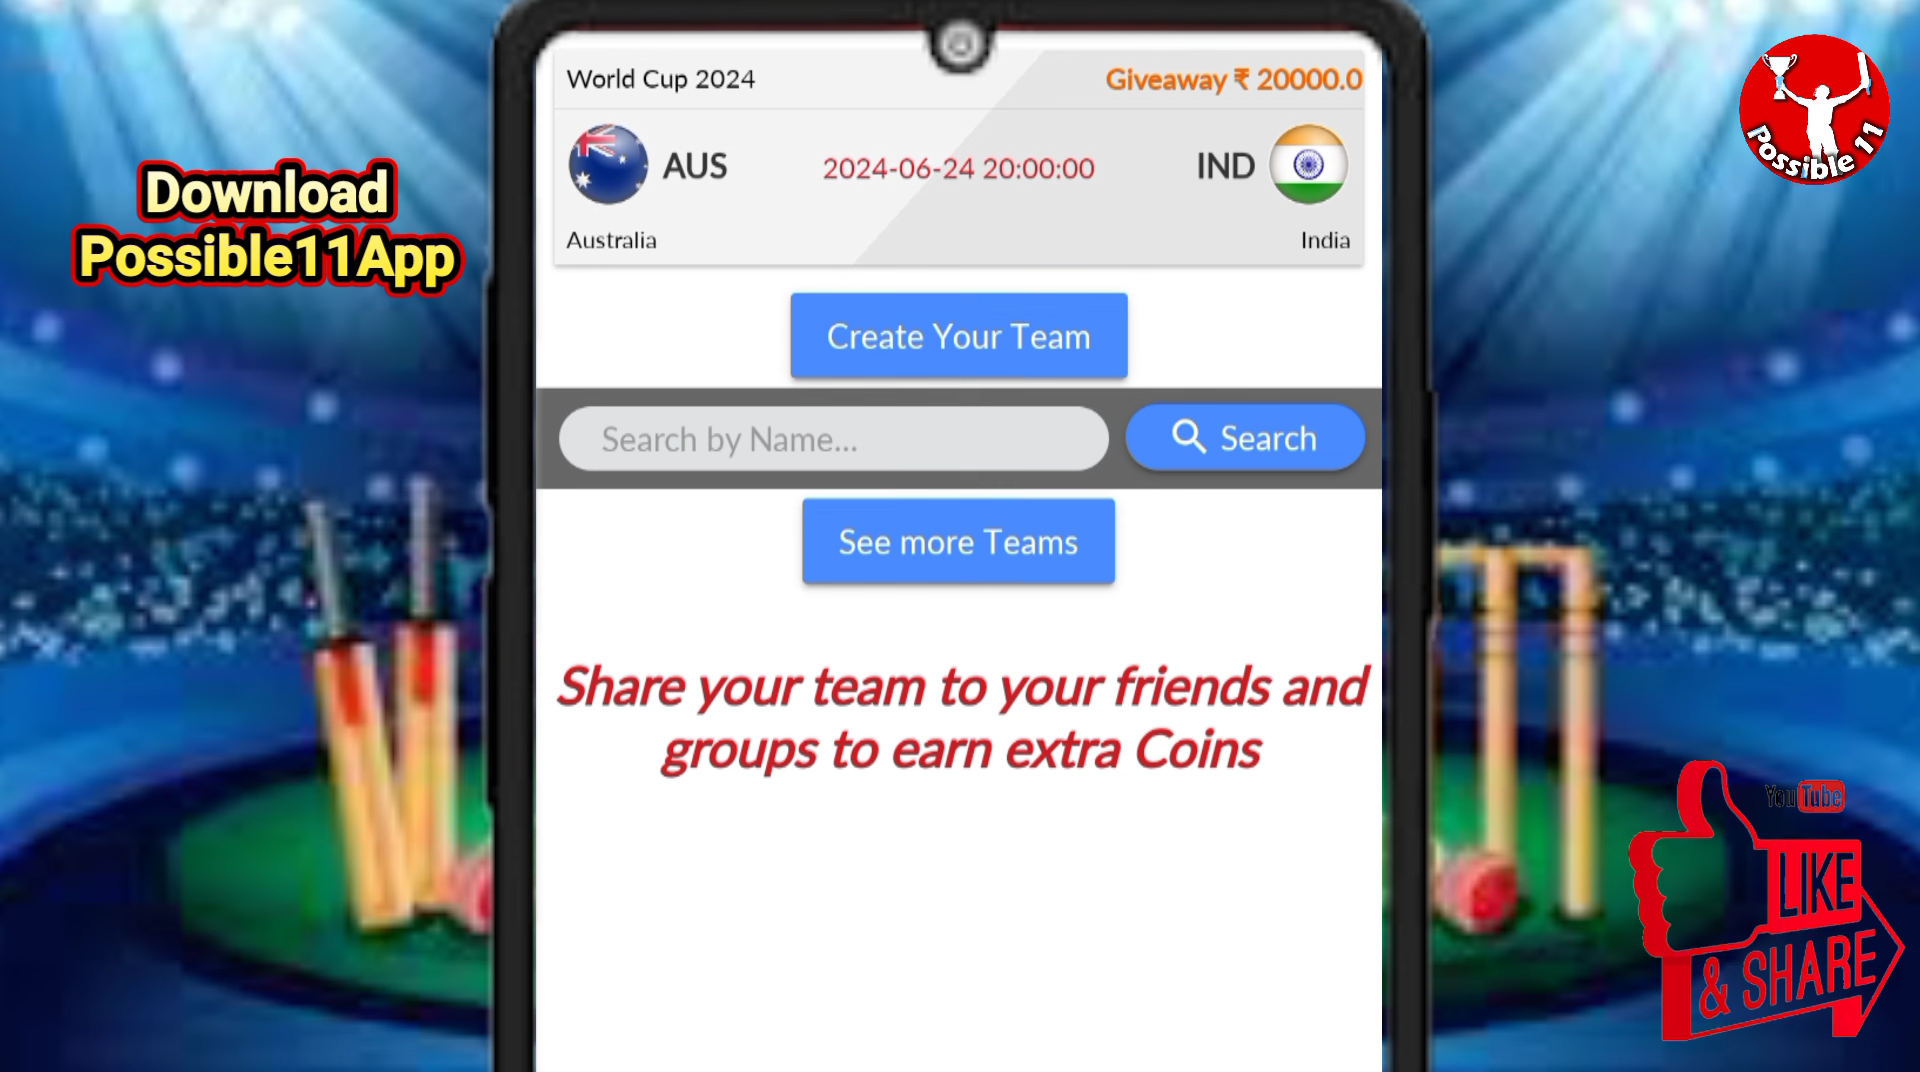 World Cup 2024
Giveaway ₹ 20000.0
AUS
2024-06-24 20:00:00
IND
Australia
India
Download
Possible11App
Possible 11
Create Your Team
Search by Name...
Search
See more Teams
Share your team to your friends and
groups to earn extra Coins
YouTube
LIKE
& SHARE